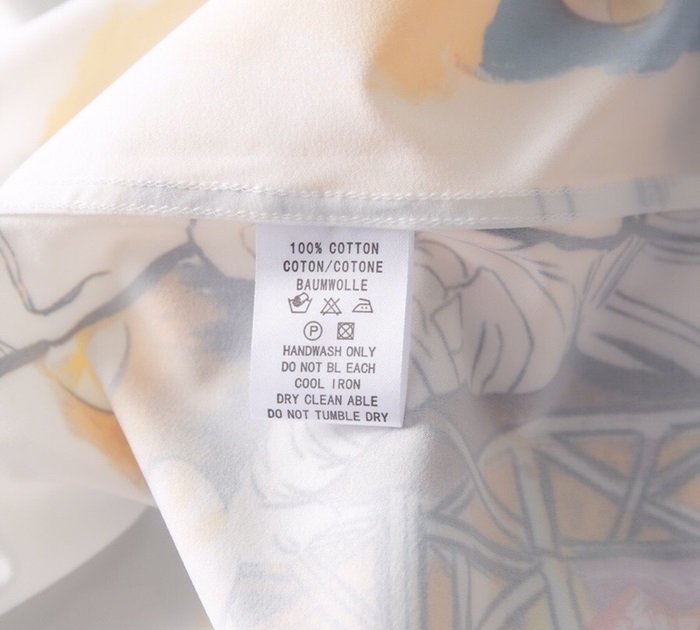 100% COTTON
COTON/COTONE
BAUMWOLLE
P
HANDWASH ONLY
DO NOT BL EACH
COOL IRON
DRY CLEAN ABLE
DO NOT TUMBLE DRY